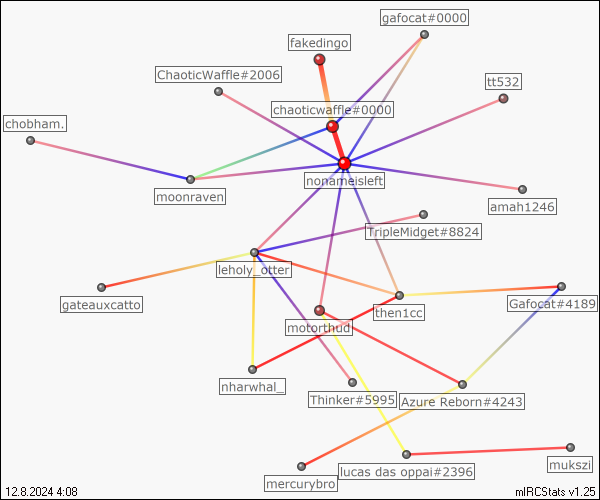 gafocat#0000
fakedingo
ChaoticWaffle#2006
tt532
chaoticwaffle#0000
chobham.
nonameisleft
moonraven
amah1246
TripleMidget#8824
leholy_otter
gateauxcatto
Gafocat#4189
then1cc
motorthud
nharwhal_
Thinker#5995
Azure Reborn#4243
mukszi
lucas das oppai#2396
mercurybro
12.8.2024 4:08
mIRCStats v1.25